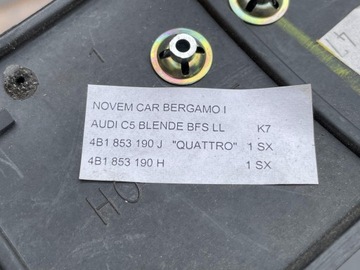 NOVEM CAR BERGAMO I
AUDI C5 BLENDE BFS LL K7
4B1 853 190 J "QUATTRO" 1 SX
4B1 853 190 H 1 SX
HO